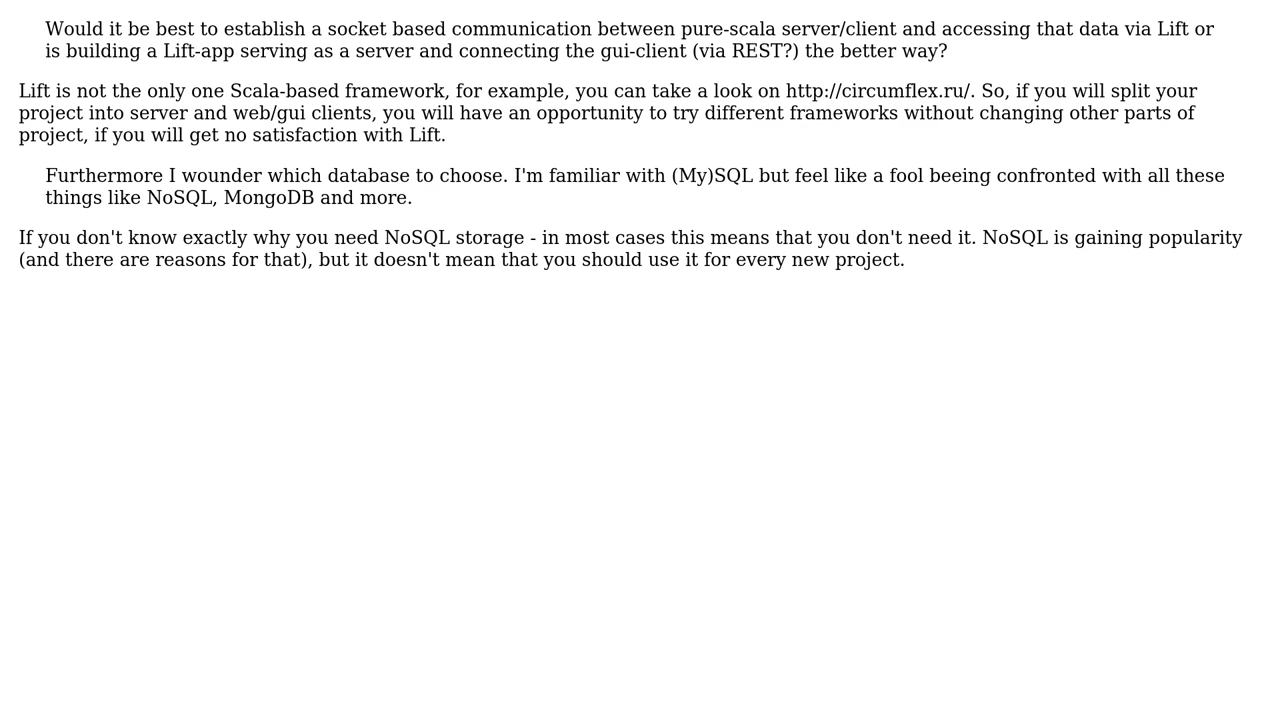 Would it be best to establish a socket based communication between pure-scala server/client and accessing that data via Lift or
is building a Lift-app serving as a server and connecting the gui-client (via REST?) the better way?
Lift is not the only one Scala-based framework, for example, you can take a look on http://circumflex.ru/. So, if you will split your
project into server and web/gui clients, you will have an opportunity to try different frameworks without changing other parts of
project, if you will get no satisfaction with Lift.
Furthermore I wounder which database to choose. I'm familiar with (My)SQL but feel like a fool beeing confronted with all these
things like NoSQL, MongoDB and more.
If you don't know exactly why you need NoSQL storage - in most cases this means that you don't need it. NoSQL is gaining popularity
(and there are reasons for that), but it doesn't mean that you should use it for every new project.